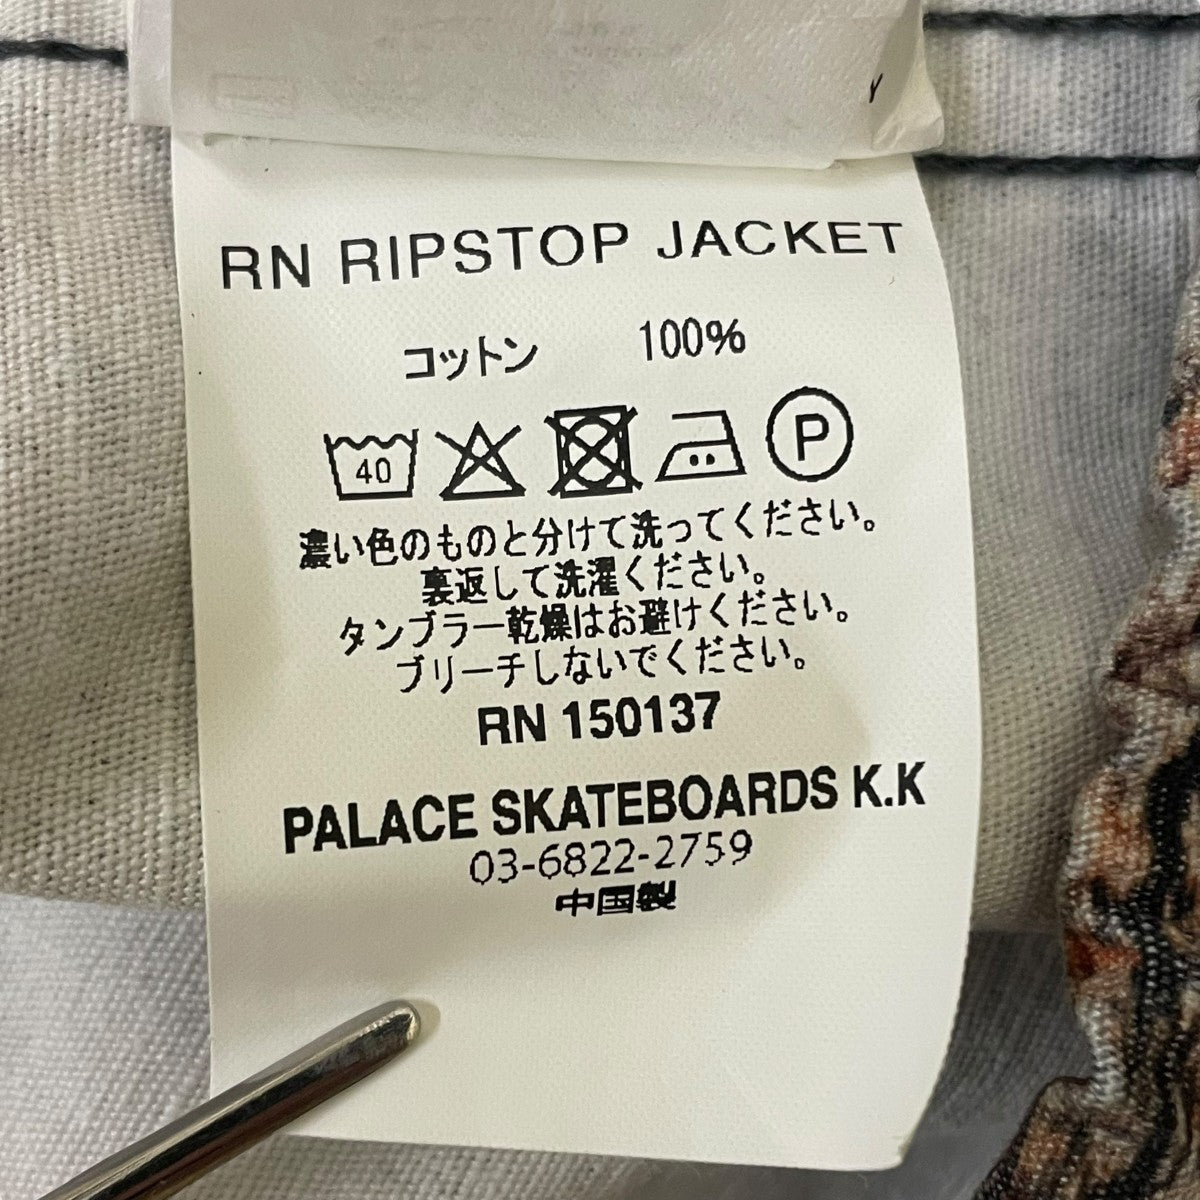 RN RIPSTOP JACKET
コットン 100%
40 P
濃い色のものと分けて洗ってください。
裏返して洗濯ください。
タンブラー乾燥はお避けください。
ブリーチしないでください。
RN 150137
PALACE SKATEBOARDS K.K
03-6822-2759
中国製